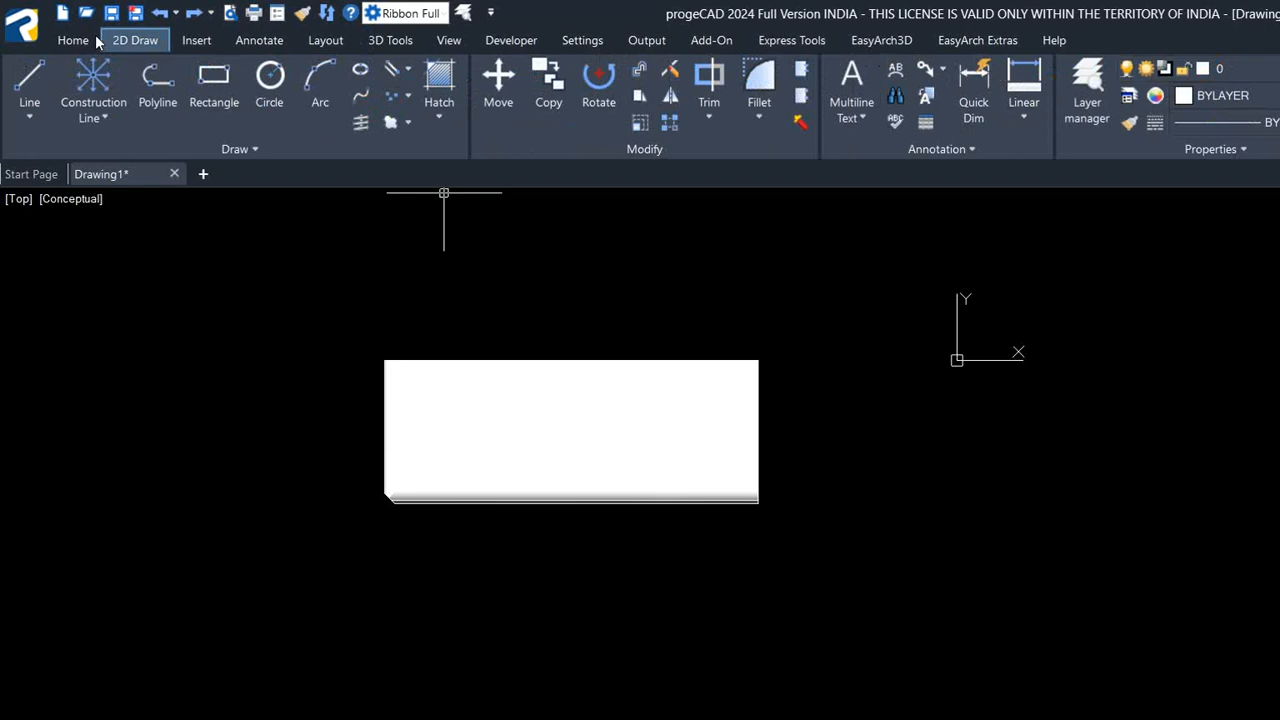 Ribbon Full
progeCAD 2024 Full Version INDIA - THIS LICENSE IS VALID ONLY WITHIN THE TERRITORY OF INDIA - [Drawing
Home 2D Draw Insert Annotate Layout 3D Tools View Developer Settings Output Add-On Express Tools EasyArch3D EasyArch Extras Help
0
BYLAYER
BY
Line Construction Line Polyline Rectangle Circle Arc Hatch Move Copy Rotate Trim Fillet Multiline Text Quick Dim Linear Layer manager
AB
ABC
A
Draw Modify Annotation Properties
Start Page Drawing1*
[Top] [Conceptual]
Y
X